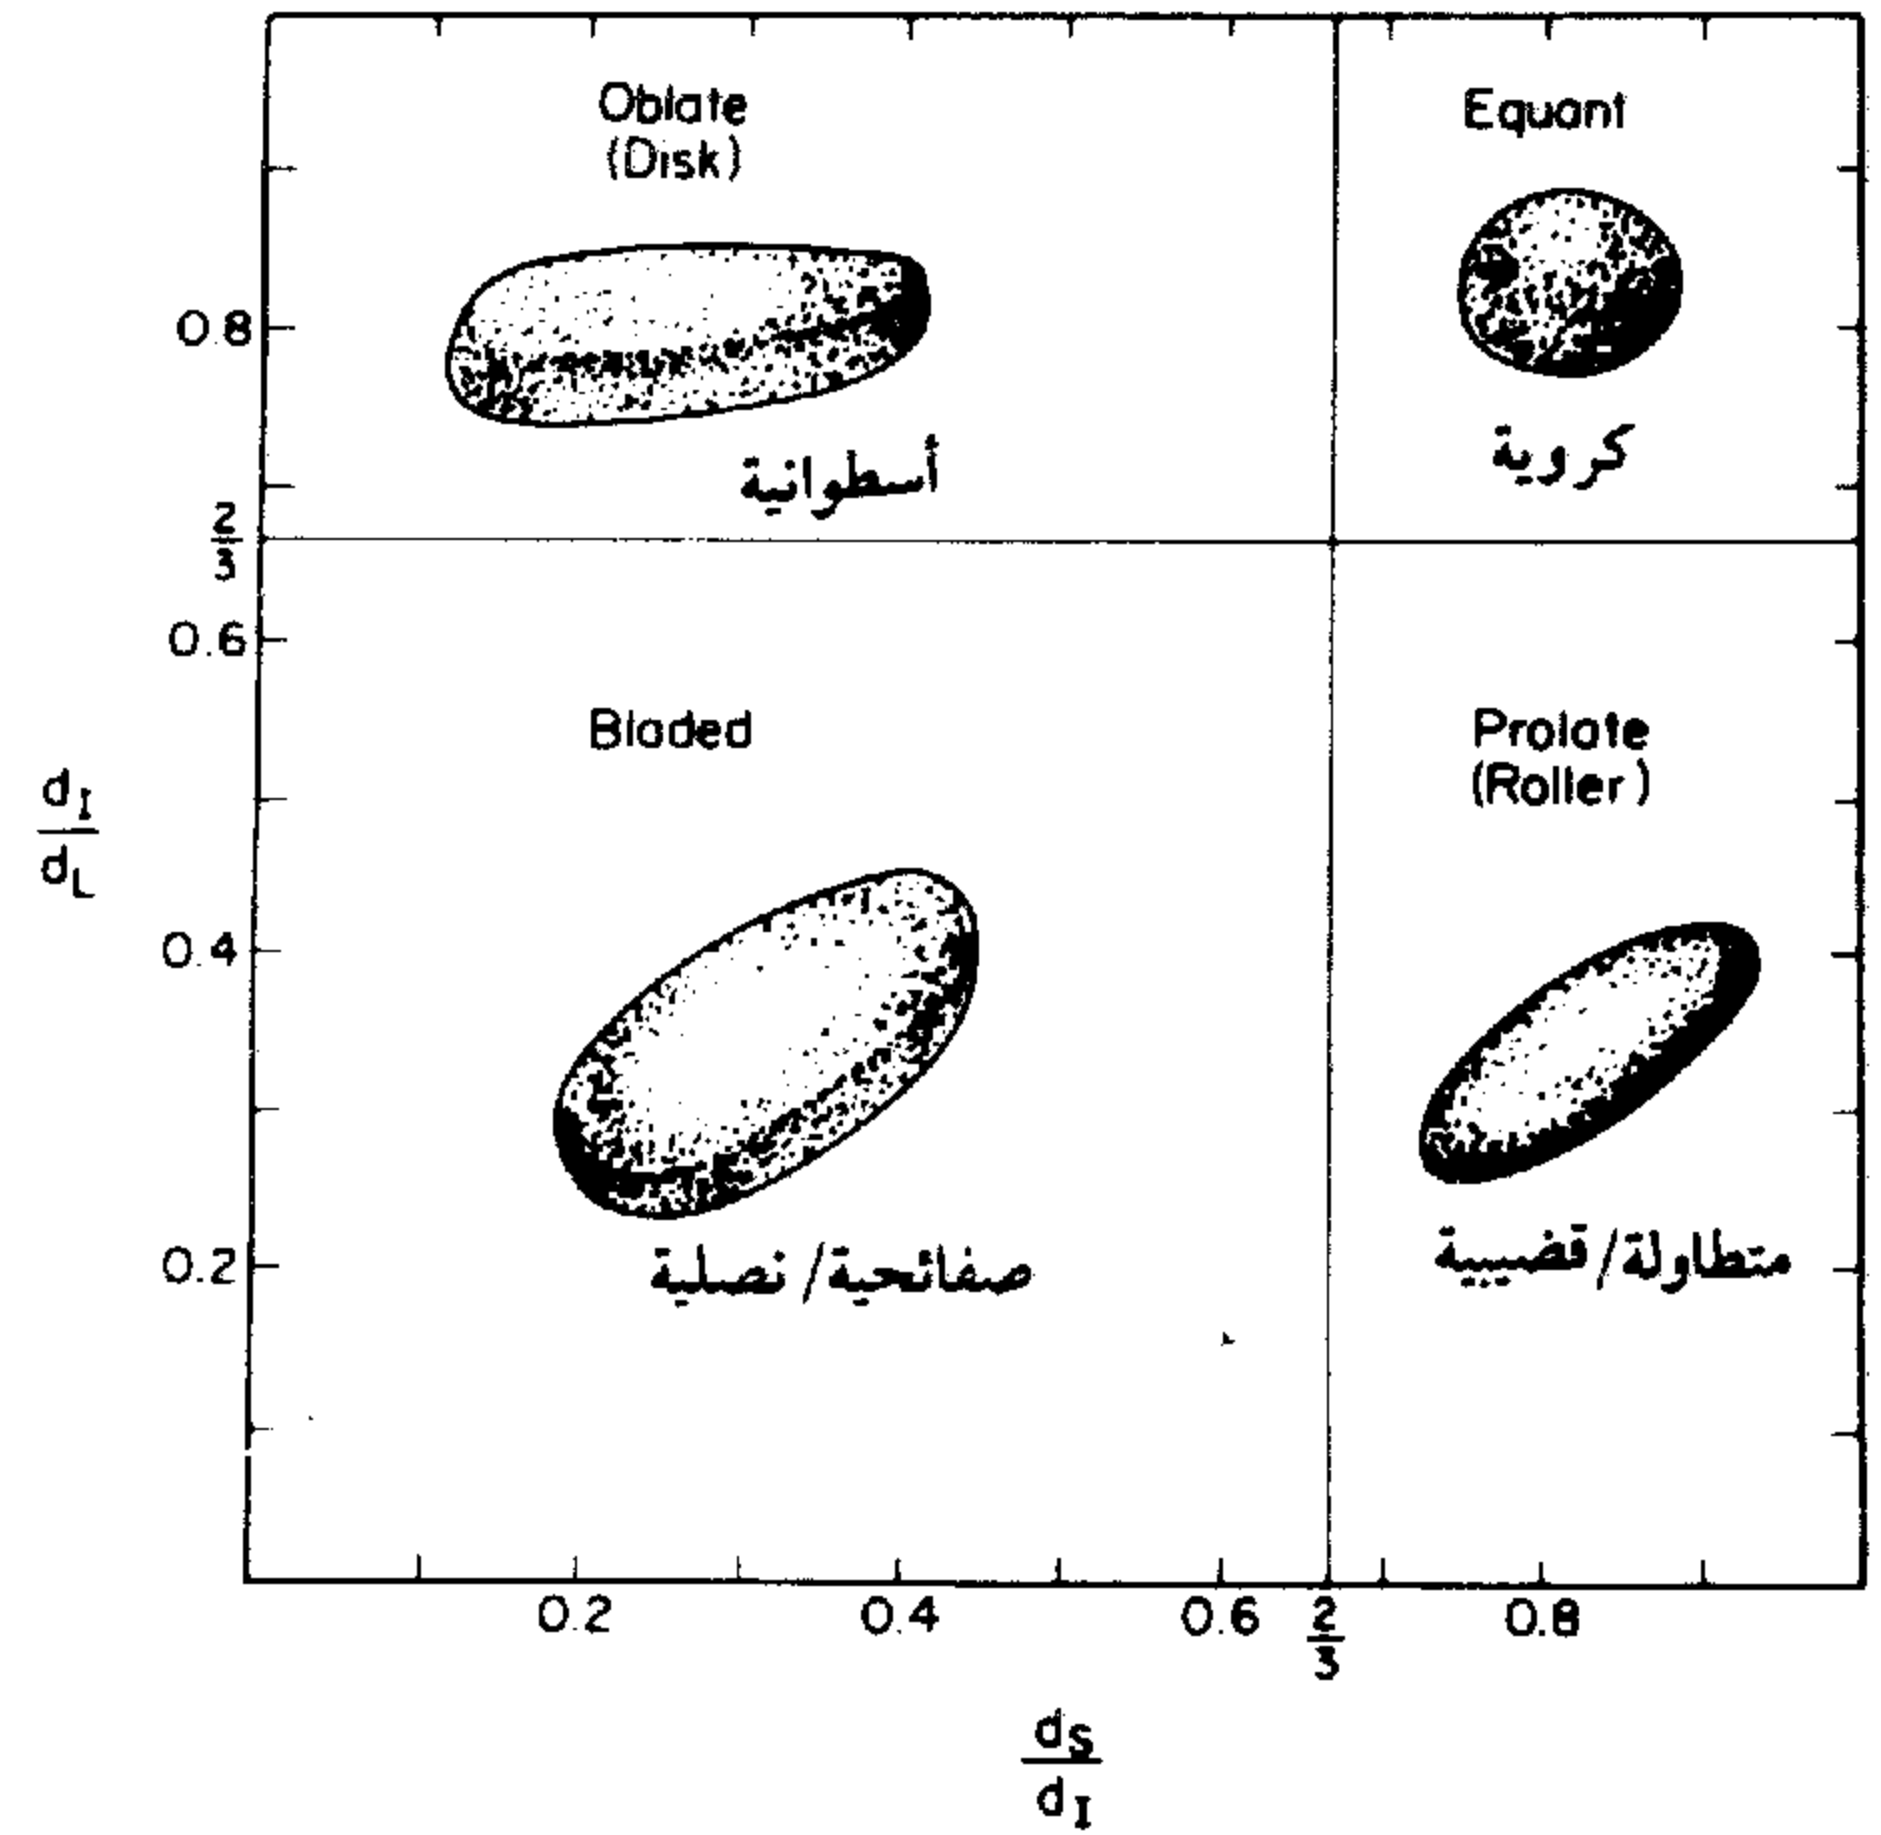 Oblate
(Disk)
أسطوانية
Equant
كروية
0.8
2
3
0.6
Bladed
صفائحية/نصلية
Prolate
(Roller)
متطاولة/قضيبية
dI
dL
0.4
0.2
0.2
0.4
0.6
2
3
0.8
dS
dI